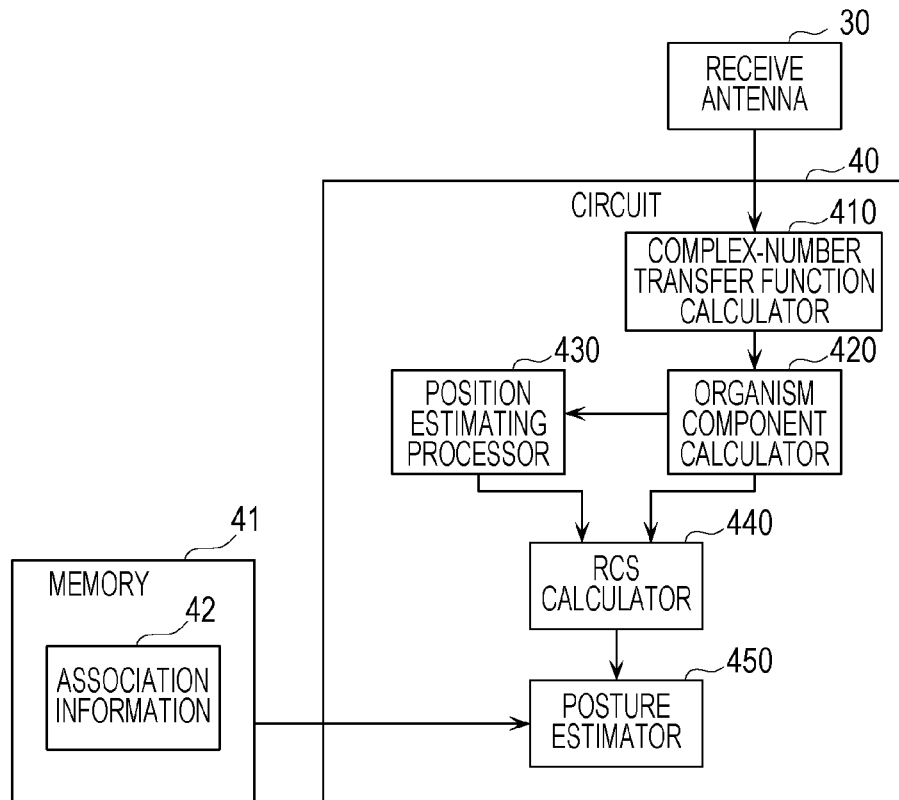 30
RECEIVE
ANTENNA
40
CIRCUIT
410
COMPLEX-NUMBER
TRANSFER FUNCTION
CALCULATOR
430
POSITION
ESTIMATING
PROCESSOR
420
ORGANISM
COMPONENT
CALCULATOR
440
RCS
CALCULATOR
41
MEMORY
42
ASSOCIATION
INFORMATION
450
POSTURE
ESTIMATOR